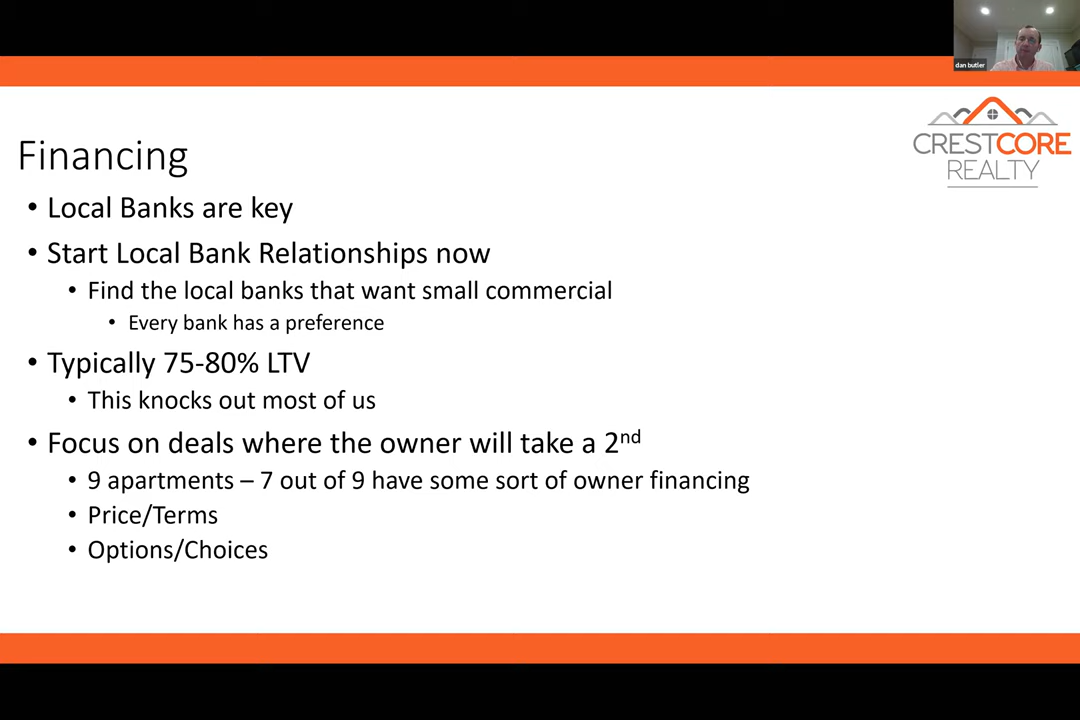 dan butler
CRESTCORE
REALTY
Financing
• Local Banks are key
• Start Local Bank Relationships now
• Find the local banks that want small commercial
• Every bank has a preference
• Typically 75-80% LTV
• This knocks out most of us
• Focus on deals where the owner will take a 2nd
• 9 apartments – 7 out of 9 have some sort of owner financing
• Price/Terms
• Options/Choices